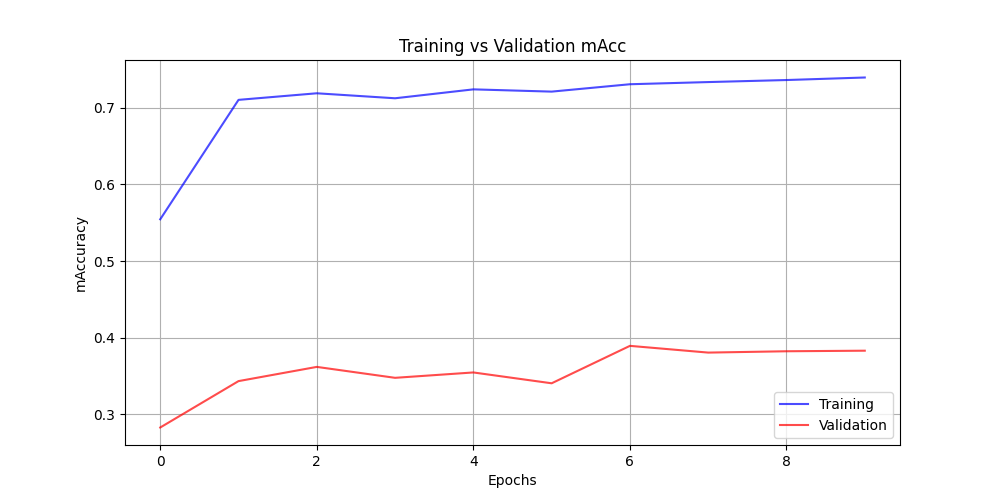 Training vs Validation mAcc
mAccuracy
0.7
0.6
0.5
0.4
0.3
0 2 4 6 8
Epochs
Training
Validation